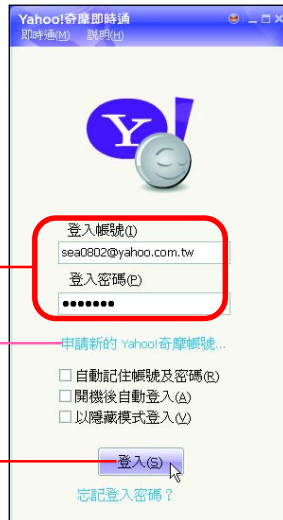 Yahoo!奇摩即時通
即時通(M) 說明(H)
Y!
登入帳號(I)
sea0802@yahoo.com.tw
登入密碼(P)
●●●●●●●
申請新的 Yahoo!奇摩帳號...
自動記住帳號及密碼(R)
開機後自動登入(A)
以隱藏模式登入(V)
登入(S)
忘記登入密碼？